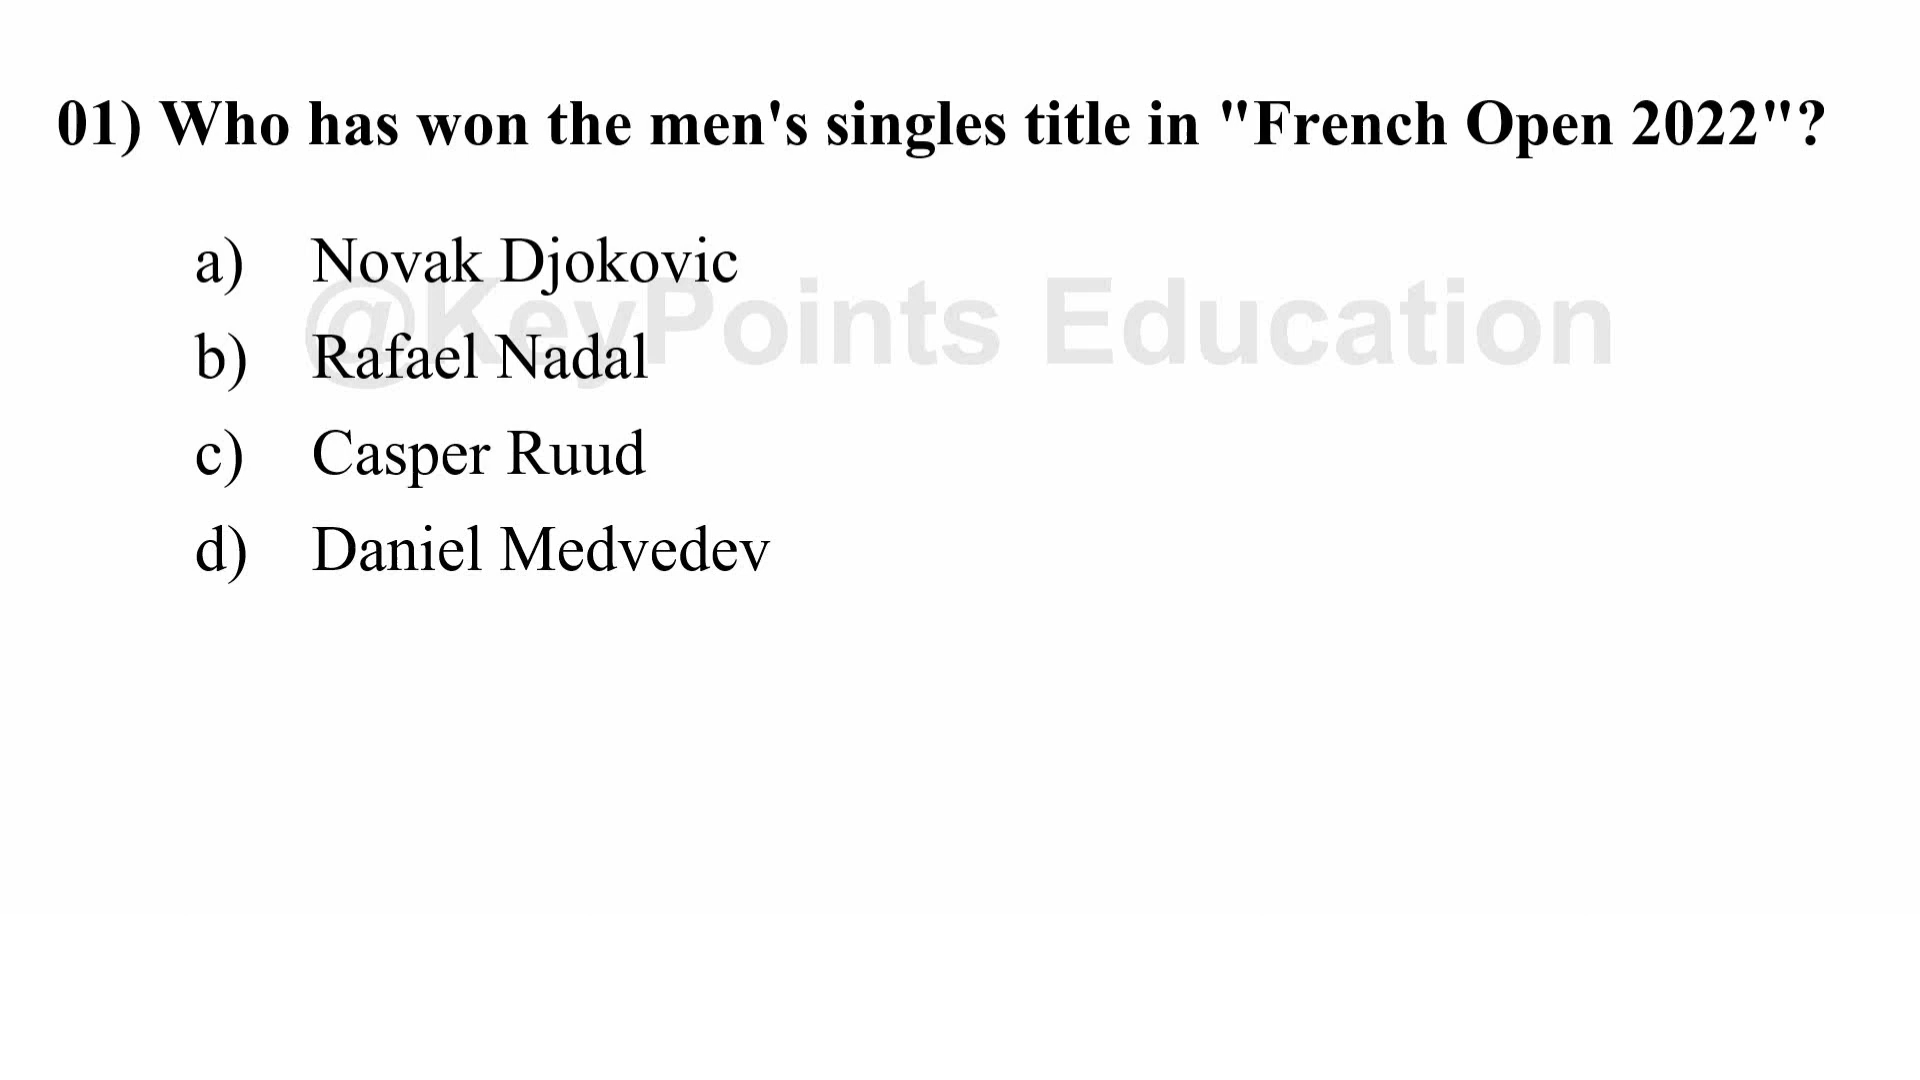 01) Who has won the men's singles title in "French Open 2022"?
a) Novak Djokovic
@KeyPoints Education
b) Rafael Nadal
c) Casper Ruud
d) Daniel Medvedev